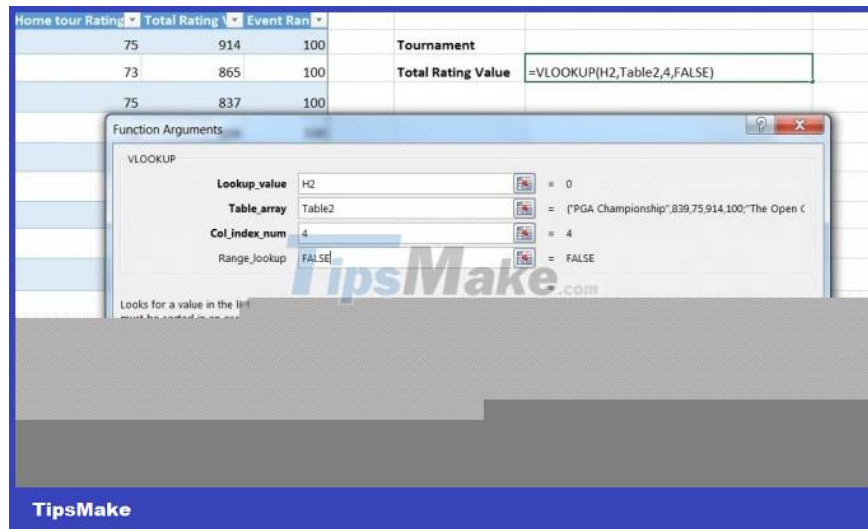 Home tour Rating Total Rating V Event Ran
75 914 100
Tournament
73 865 100
Total Rating Value =VLOOKUP(H2,Table2,4,FALSE)
75 837 100
Function Arguments
VLOOKUP
Lookup_value H2 = 0
Table_array Table2 = {"PGA Championship",839,75,914,100;"The Open C
Col_index_num 4 = 4
Range_lookup FALSE = FALSE
=
TipsMake.com
Looks for a value in the
TipsMake